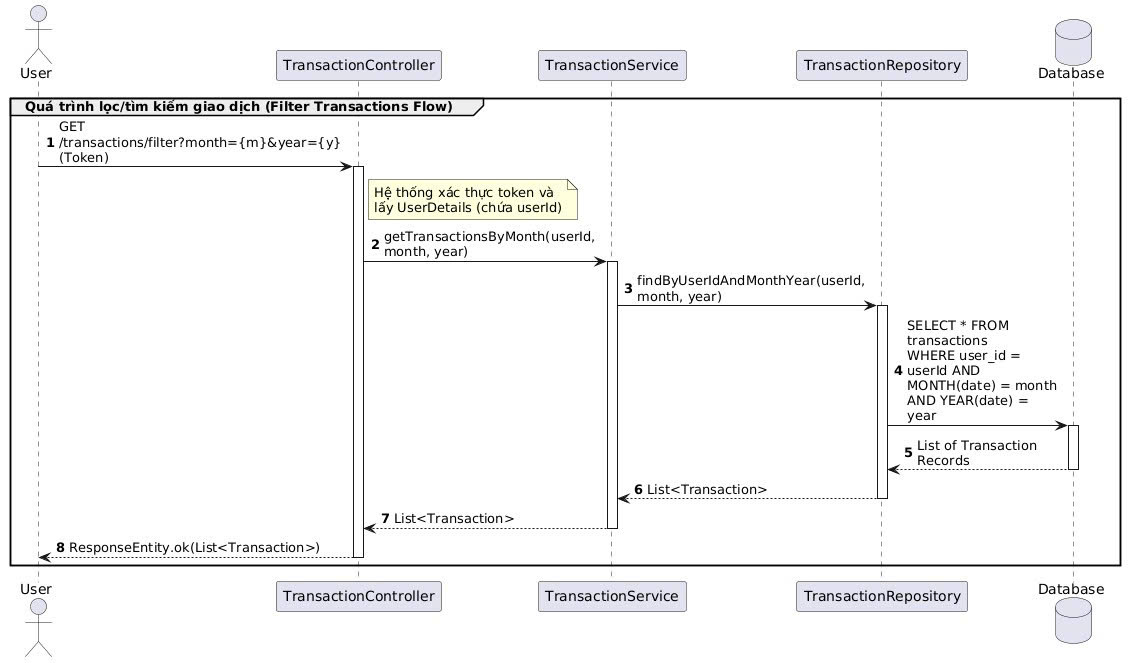 User
TransactionController
TransactionService
TransactionRepository
Database
Quá trình lọc/tìm kiếm giao dịch (Filter Transactions Flow)
GET
1 /transactions/filter?month={m}&year={y}
(Token)
Hệ thống xác thực token và
lấy UserDetails (chứa userId)
2 getTransactionsByMonth(userId,
month, year)
3 findByUserIdAndMonthYear(userId,
month, year)
SELECT * FROM
transactions
WHERE user_id =
4 userId AND
MONTH(date) = month
AND YEAR(date) =
year
5 List of Transaction
Records
6 List<Transaction>
7 List<Transaction>
8 ResponseEntity.ok(List<Transaction>)
User
TransactionController
TransactionService
TransactionRepository
Database